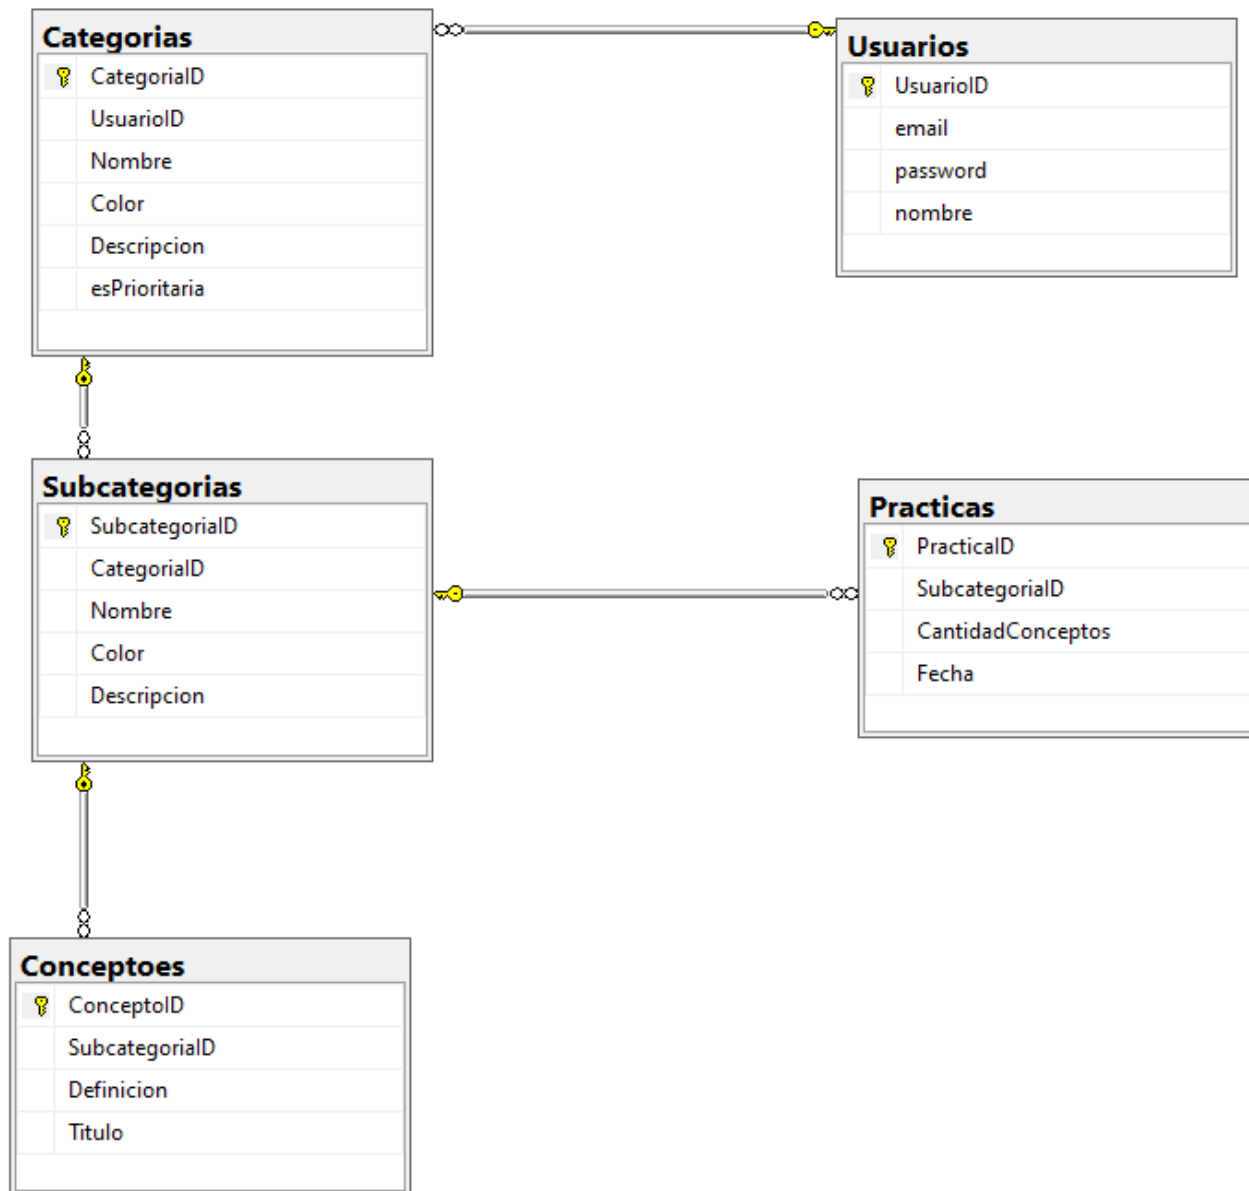 Categorias
CategoriaID
UsuarioID
Nombre
Color
Descripcion
esPrioritaria
Usuarios
UsuarioID
email
password
nombre
Subcategorias
SubcategoriaID
CategoriaID
Nombre
Color
Descripcion
Practicas
PracticaID
SubcategoriaID
CantidadConceptos
Fecha
Conceptoes
ConceptoID
SubcategoriaID
Definicion
Titulo